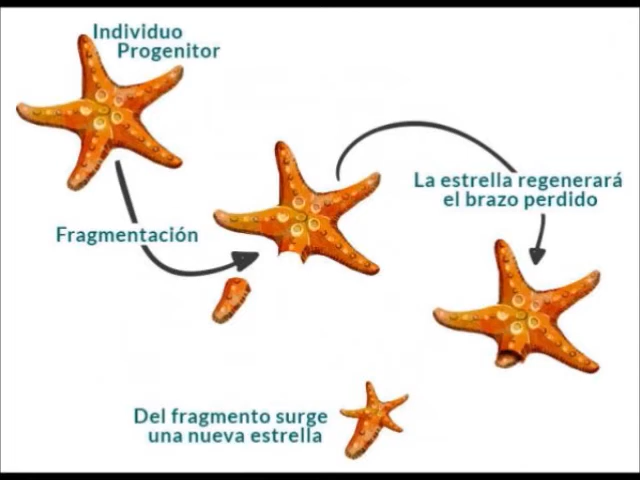 Individuo
Progenitor
Fragmentación
La estrella regenerará
el brazo perdido
Del fragmento surge
una nueva estrella